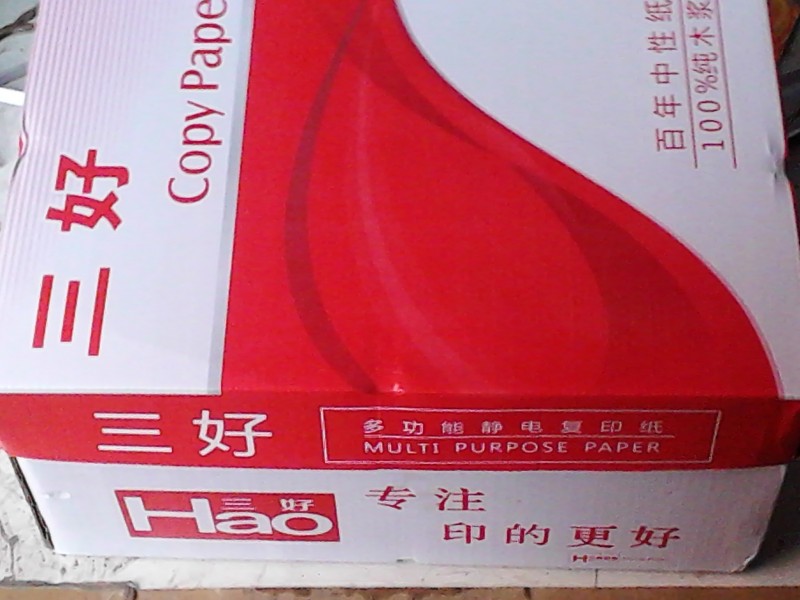 三好
Copy Pape
百年中性纸
100%纯木浆
三好
多功能静电复印纸
MULTI PURPOSE PAPER
三好
Hao
专注
印的更好